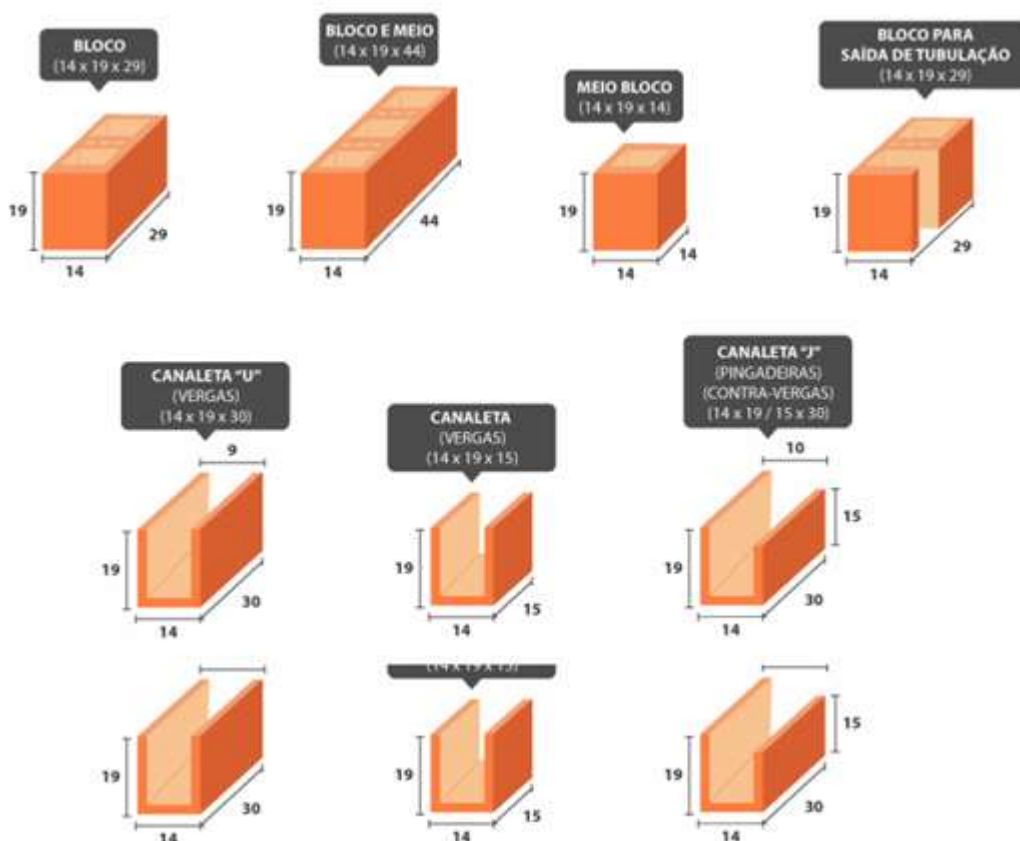 BLOCO
(14 x 19 x 29)
19
14
29
BLOCO E MEIO
(14 x 19 x 44)
19
14
44
MEIO BLOCO
(14 x 19 x 14)
19
14
14
BLOCO PARA
SAÍDA DE TUBULAÇÃO
(14 x 19 x 29)
19
14
29
CANALETA "U"
(VERGAS)
(14 x 19 x 30)
9
19
14
30
CANALETA
(VERGAS)
(14 x 19 x 15)
19
14
15
CANALETA "J"
(PINGADEIRAS)
(CONTRA-VERGAS)
(14 x 19 / 15 x 30)
10
15
19
14
30
19
14
30
(14 x 19 x 15)
19
14
15
15
19
14
30